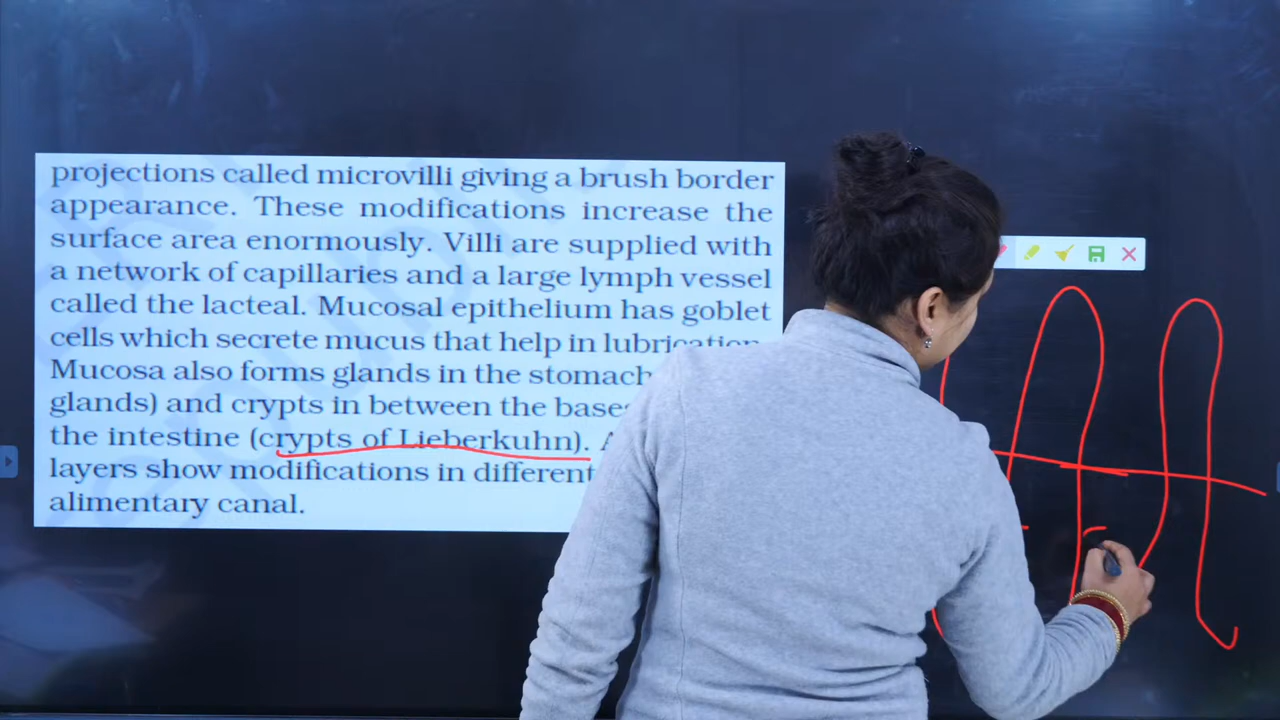 projections called microvilli giving a brush border
appearance. These modifications increase the
surface area enormously. Villi are supplied with
a network of capillaries and a large lymph vessel
called the lacteal. Mucosal epithelium has goblet
cells which secrete mucus that help in lubrication.
Mucosa also forms glands in the stomach
glands) and crypts in between the bases
the intestine (crypts of Lieberkuhn).
layers show modifications in different
alimentary canal.